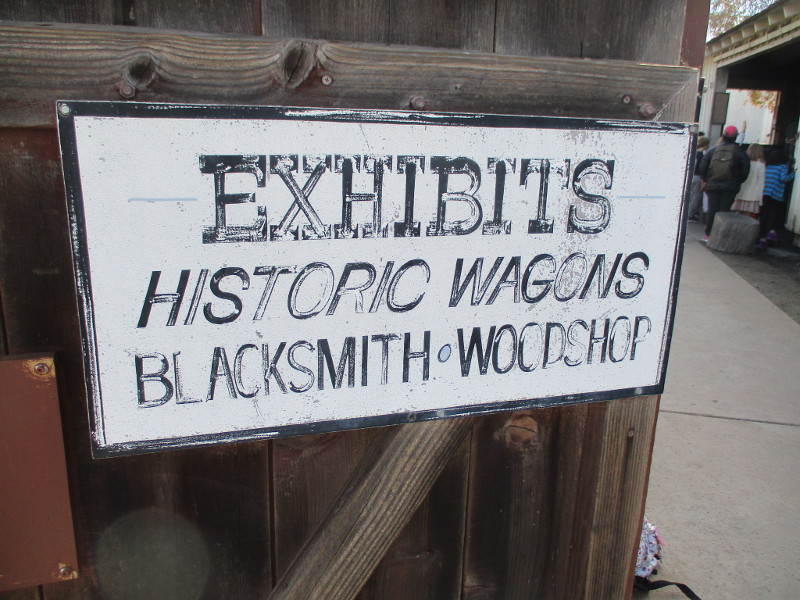 EXHIBITS
HISTORIC WAGONS
BLACKSMITH • WOODSHOP